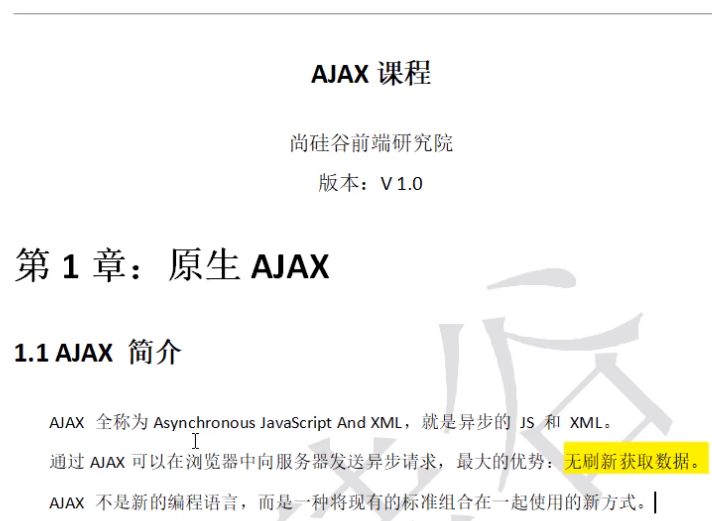 AJAX 课程
尚硅谷前端研究院
版本：V 1.0
第 1 章：原生 AJAX
1.1 AJAX 简介
AJAX 全称为 Asynchronous JavaScript And XML，就是异步的 JS 和 XML。
通过 AJAX 可以在浏览器中向服务器发送异步请求，最大的优势：无刷新获取数据。
AJAX 不是新的编程语言，而是一种将现有的标准组合在一起使用的新方式。